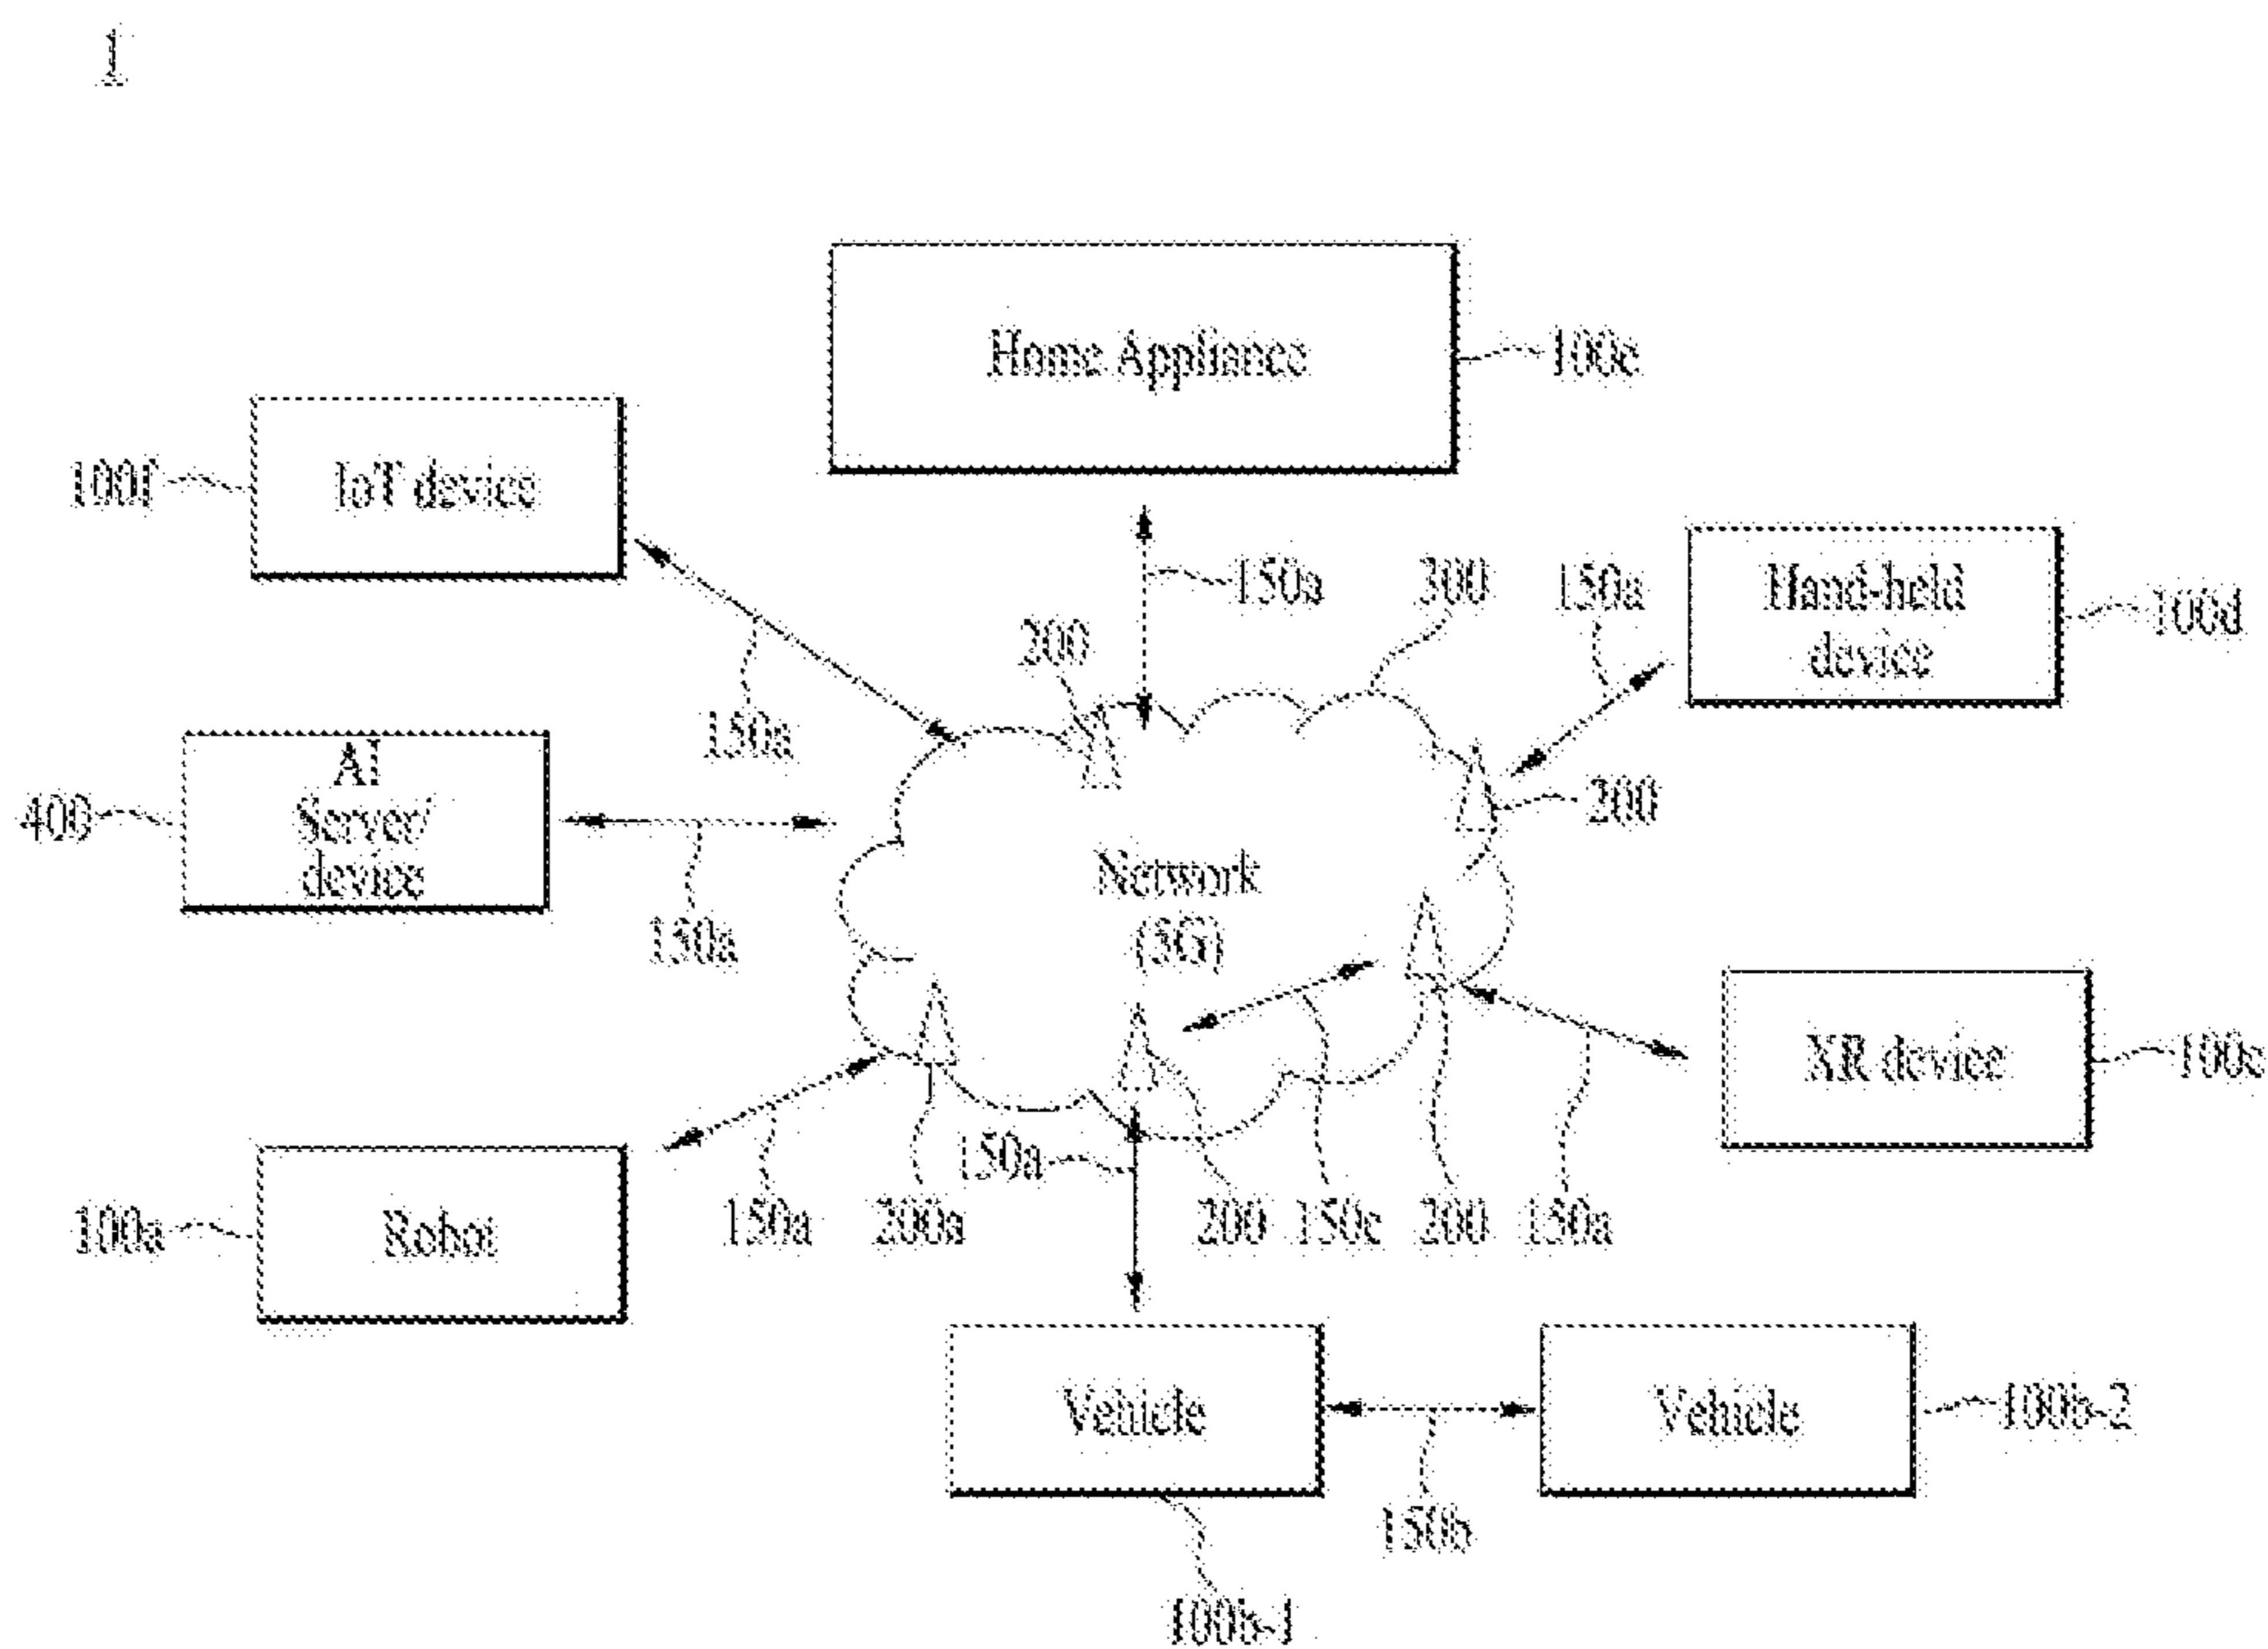 1
Home Appliance
100e
IoT device
100f
150a
300
150a
Hand-held
device
100d
200
150a
AI
Server/
device
400
200
Network
(5G)
150a
XR device
100c
150a
Robot
100a
150a
200a
200
150c
200
150a
Vehicle
Vehicle
100b-2
150b
100b-1